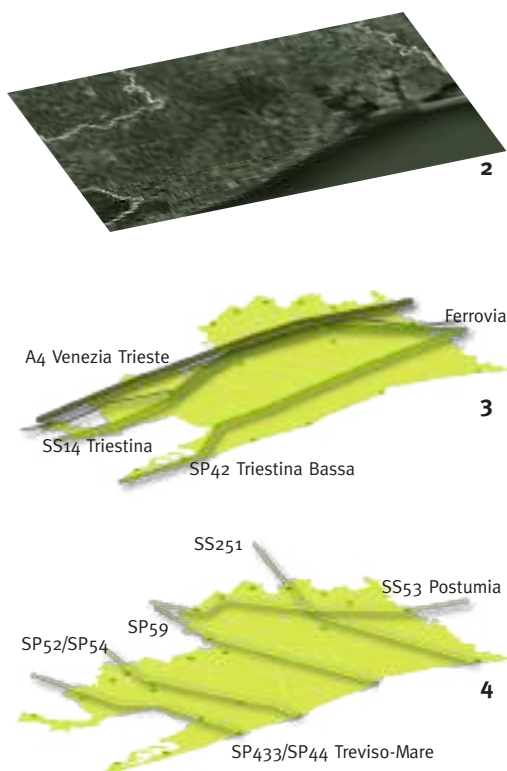 2
Ferrovia
A4 Venezia Trieste
3
SS14 Triestina
SP42 Triestina Bassa
SS251
SS53 Postumia
SP59
SP52/SP54
4
SP433/SP44 Treviso-Mare